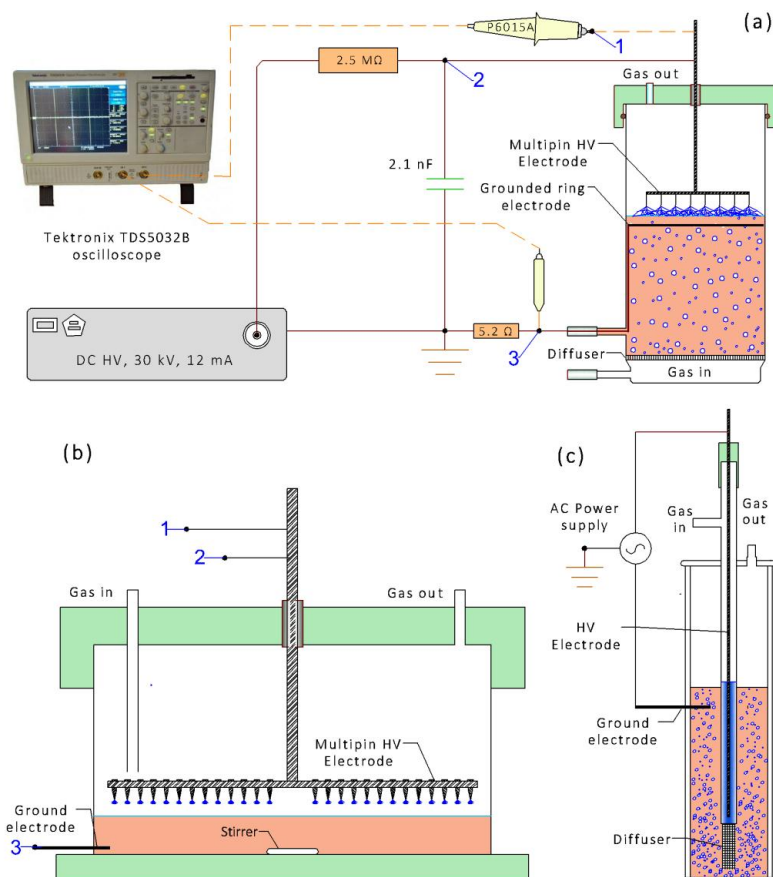 (a)
P6015A
1
2.5 MΩ
2
Gas out
Multipin HV
Electrode
2.1 nF
Grounded ring
electrode
Tektronix TDS5032B
oscilloscope
5.2 Ω
3
Diffuser
Gas in
DC HV, 30 kV, 12 mA
(b)
1
2
Gas in
Gas out
Multipin HV
Electrode
Ground
electrode
3
Stirrer
(c)
AC Power
supply
Gas
in
Gas
out
HV
Electrode
Ground
electrode
Diffuser